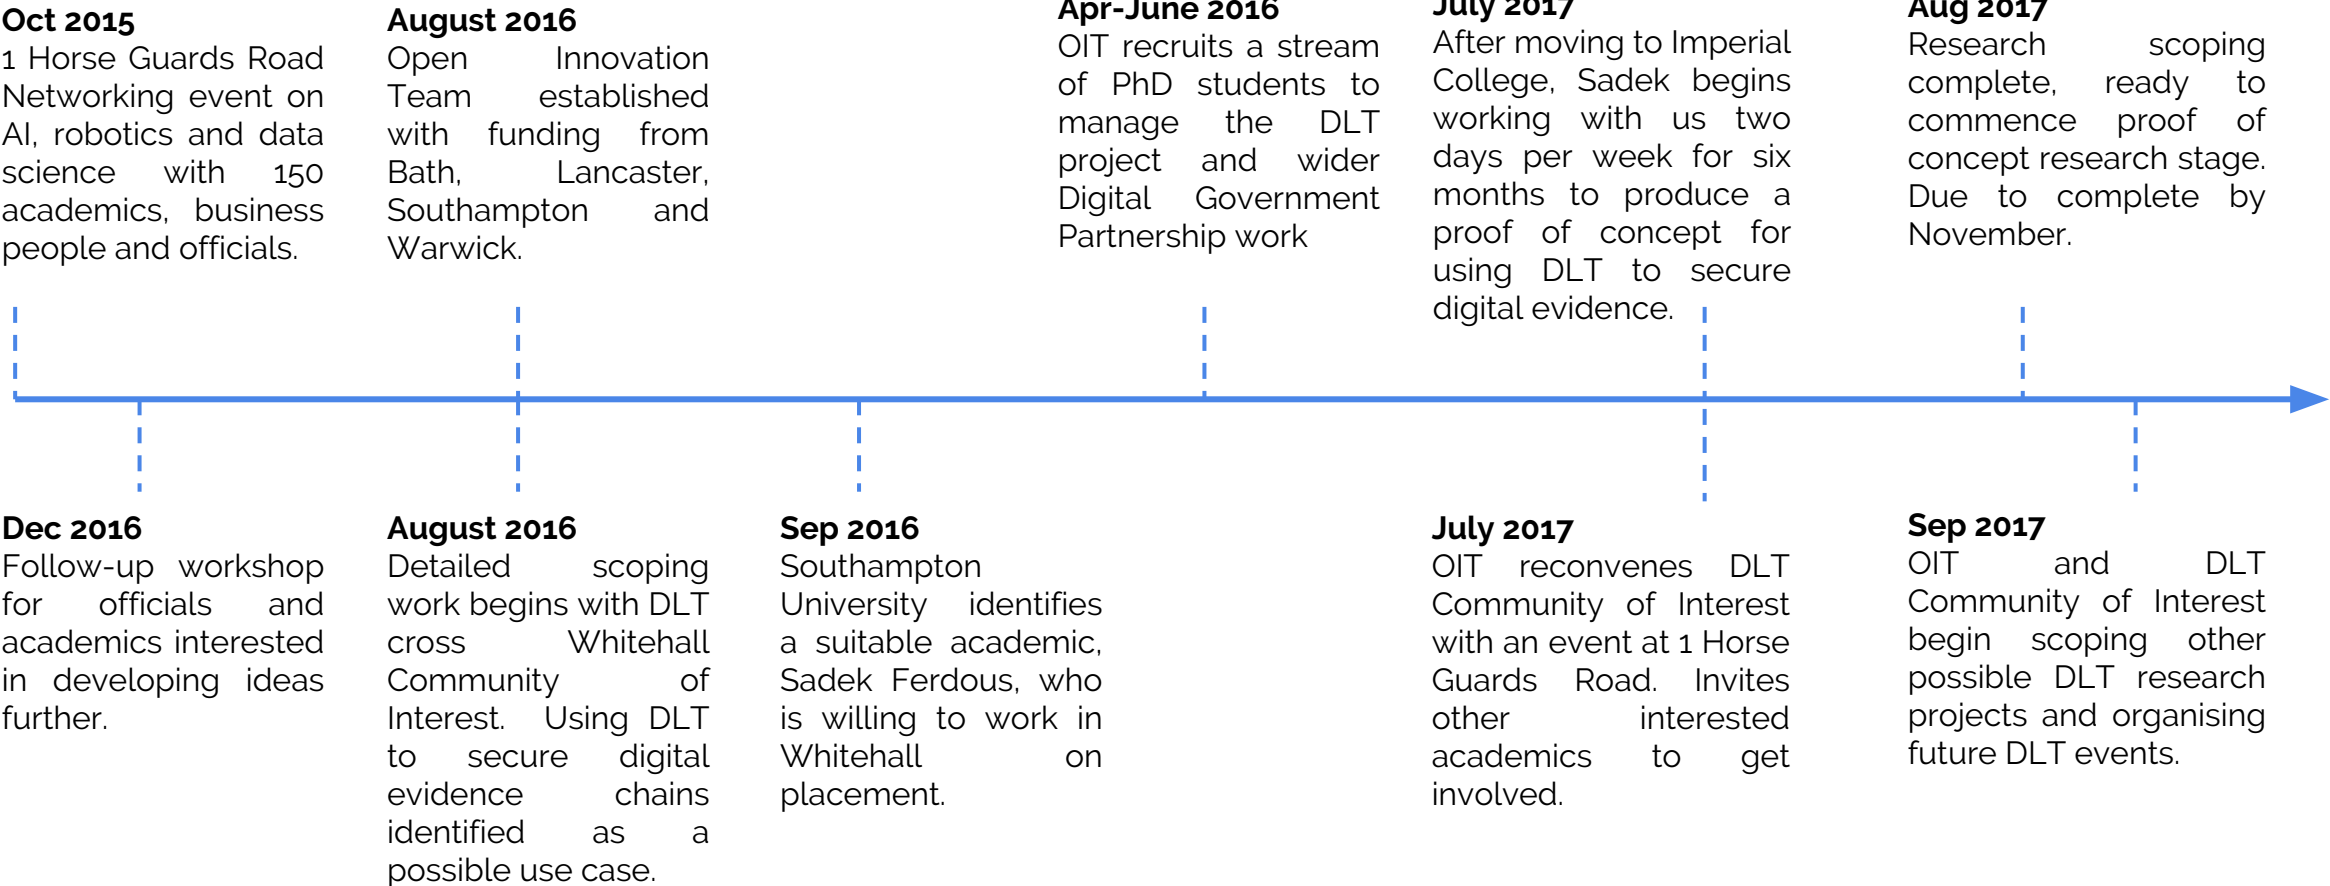 Oct 2015
1 Horse Guards Road
Networking event on
AI, robotics and data
science with 150
academics, business
people and officials.
August 2016
Open Innovation
Team established
with funding from
Bath, Lancaster,
Southampton and
Warwick.
Apr-June 2016
OIT recruits a stream
of PhD students to
manage the DLT
project and wider
Digital Government
Partnership work
July 2017
After moving to Imperial
College, Sadek begins
working with us two
days per week for six
months to produce a
proof of concept for
using DLT to secure
digital evidence.
Aug 2017
Research scoping
complete, ready to
commence proof of
concept research stage.
Due to complete by
November.
Dec 2016
Follow-up workshop
for officials and
academics interested
in developing ideas
further.
August 2016
Detailed scoping
work begins with DLT
cross Whitehall
Community of
Interest. Using DLT
to secure digital
evidence chains
identified as a
possible use case.
Sep 2016
Southampton
University identifies
a suitable academic,
Sadek Ferdous, who
is willing to work in
Whitehall on
placement.
July 2017
OIT reconvenes DLT
Community of Interest
with an event at 1 Horse
Guards Road. Invites
other interested
academics to get
involved.
Sep 2017
OIT and DLT
Community of Interest
begin scoping other
possible DLT research
projects and organising
future DLT events.